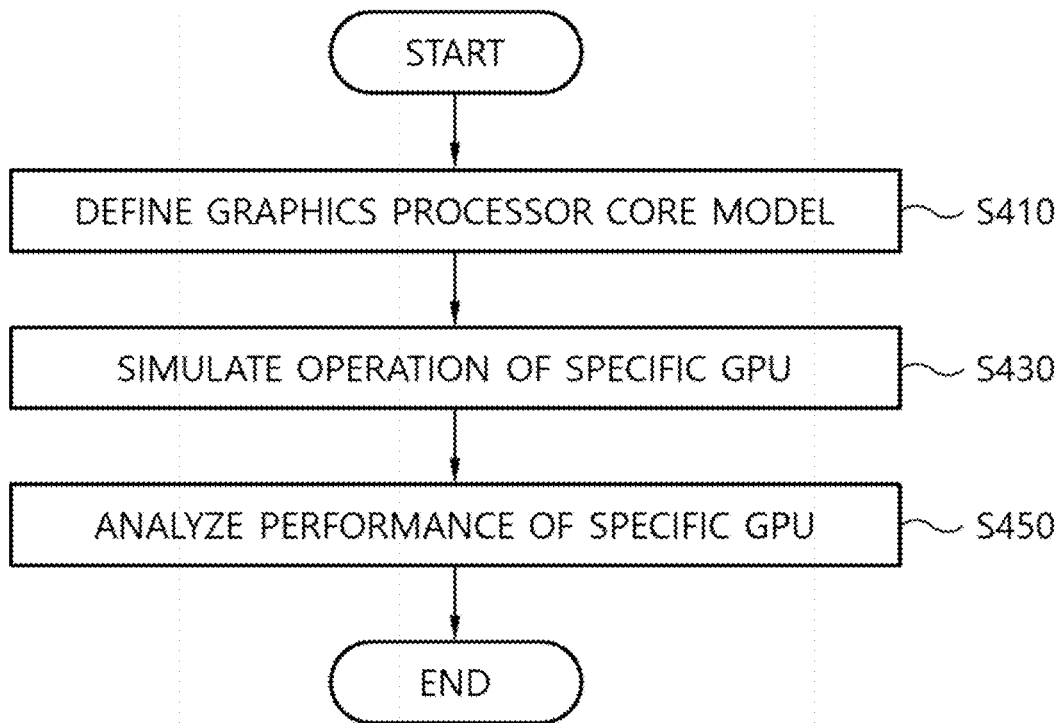 START
DEFINE GRAPHICS PROCESSOR CORE MODEL
S410
SIMULATE OPERATION OF SPECIFIC GPU
S430
ANALYZE PERFORMANCE OF SPECIFIC GPU
S450
END